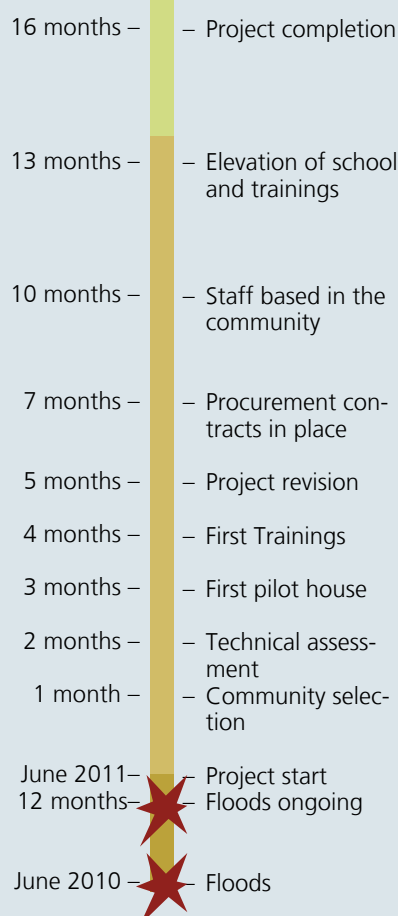 16 months – – Project completion
13 months – – Elevation of school
and trainings
10 months – – Staff based in the
community
7 months – – Procurement con-
tracts in place
5 months – – Project revision
4 months – – First Trainings
3 months – – First pilot house
2 months – – Technical assess-
ment
1 month – – Community selec-
tion
June 2011– – Project start
12 months– – Floods ongoing
June 2010 – – Floods